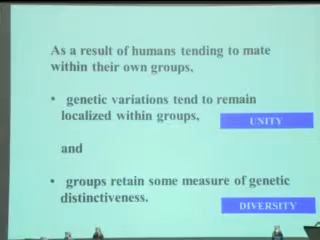 As a result of humans tending to mate
within their own groups,
• genetic variations tend to remain
localized within groups,
UNITY
and
• groups retain some measure of genetic
distinctiveness.
DIVERSITY